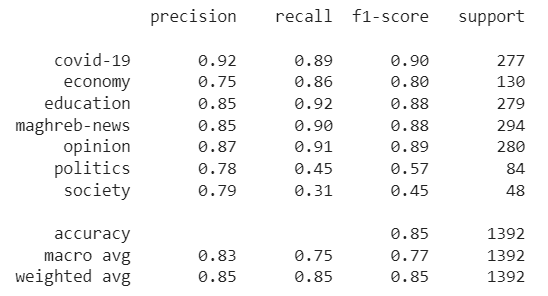 precision recall f1-score support
covid-19 0.92 0.89 0.90 277
economy 0.75 0.86 0.80 130
education 0.85 0.92 0.88 279
maghreb-news 0.85 0.90 0.88 294
opinion 0.87 0.91 0.89 280
politics 0.78 0.45 0.57 84
society 0.79 0.31 0.45 48
accuracy 0.85 1392
macro avg 0.83 0.75 0.77 1392
weighted avg 0.85 0.85 0.85 1392